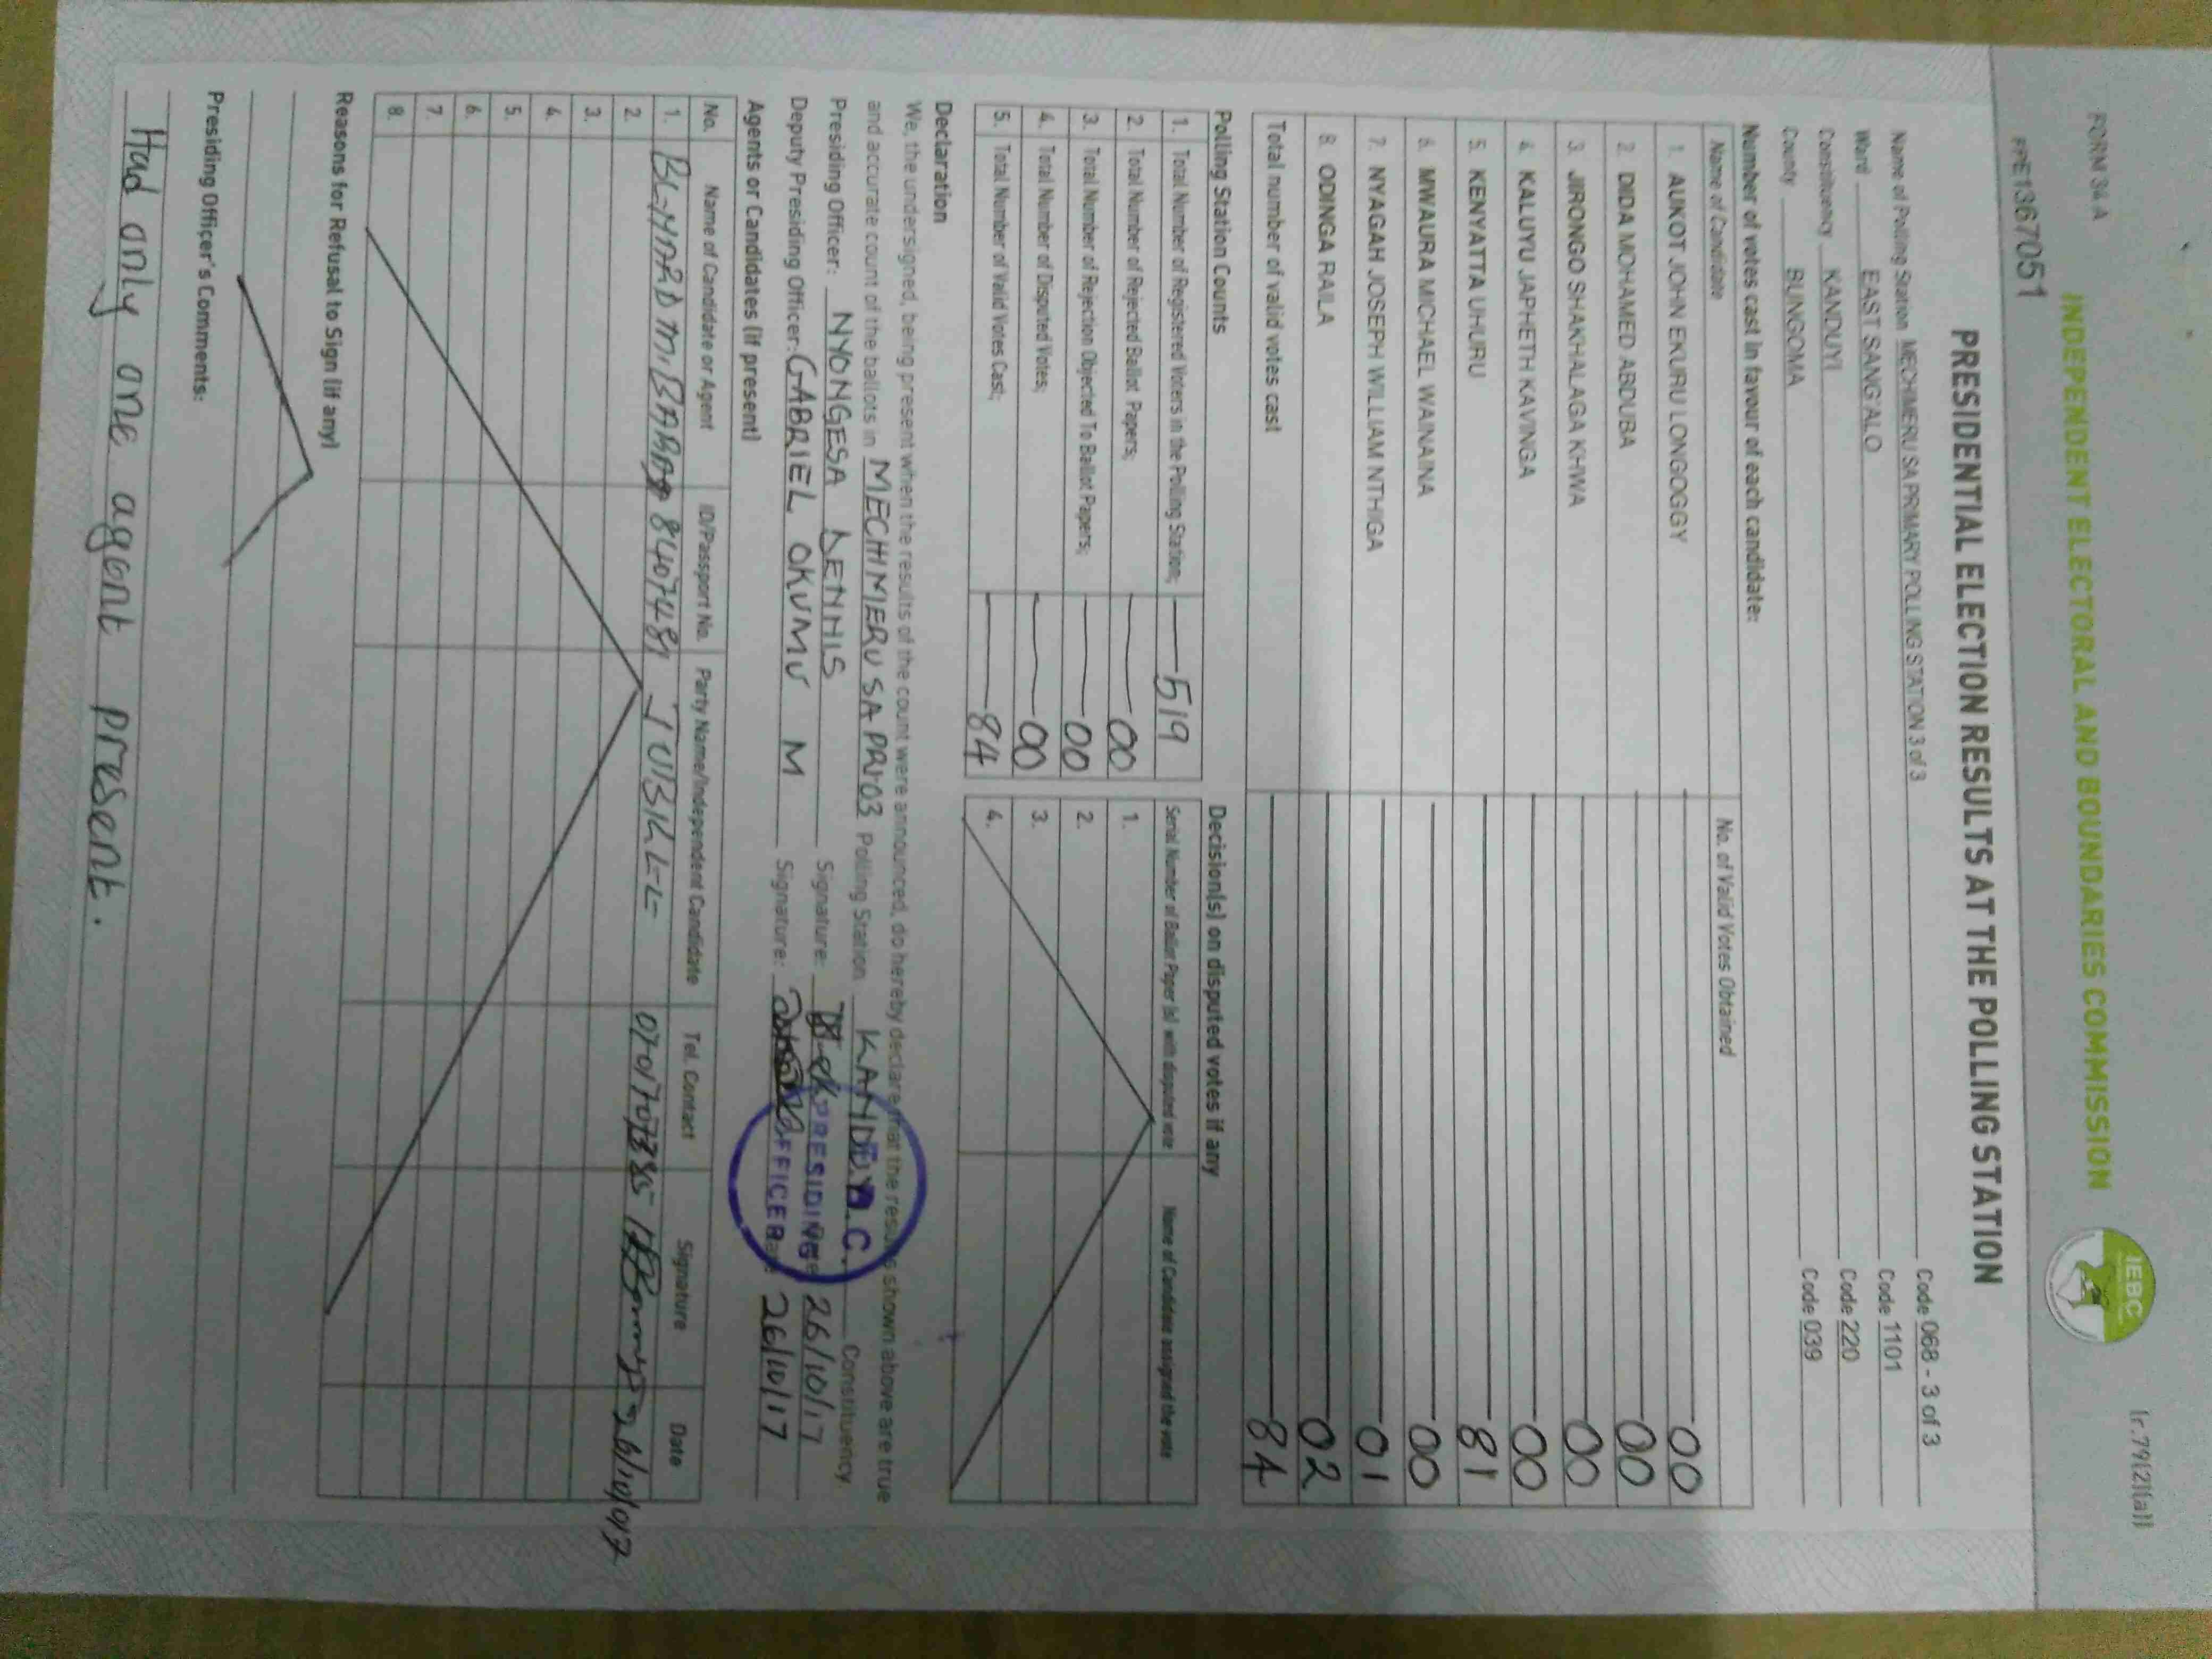 FORM 34 A
(r.79(2)(a))
INDEPENDENT ELECTORAL AND BOUNDARIES COMMISSION
IEBC
PPE1367051
PRESIDENTIAL ELECTION RESULTS AT THE POLLING STATION
Name of Polling Station MECHIMERU SA PRIMARY POLLING STATION 3 of 3 Code 068 - 3 of 3
Ward EAST SANG'ALO Code 1101
Constituency KANDUYI Code 220
County BUNGOMA Code 039
Number of votes cast in favour of each candidate:
Name of Candidate No. of Valid Votes Obtained
1. AUKOT JOHN EKURU LONGOGGY 00
2. DIDA MOHAMED ABDUBA 00
3. JIRONGO SHAKHALAGA KHWA 00
4. KALUYU JAPHETH KAVINGA 00
5. KENYATTA UHURU 81
6. MWAURA MICHAEL WAINAINA 00
7. NYAGAH JOSEPH WILLIAM NTHIGA 01
8. ODINGA RAILA 02
Total number of valid votes cast 84
Polling Station Counts
1. Total Number of Registered Voters in the Polling Station; 519
2. Total Number of Rejected Ballot Papers; 00
3. Total Number of Rejection Objected To Ballot Papers; 00
4. Total Number of Disputed Votes; 00
5. Total Number of Valid Votes Cast; 84
Decision(s) on disputed votes if any
Serial Number of Ballot Paper (s) with disputed vote Name of Candidate assigned the vote
1.
2.
3.
4.
Declaration
We, the undersigned, being present when the results of the count were announced, do hereby declare that the results shown above are true
and accurate count of the ballots in MECHIMERU SA PRI 03 Polling Station KANDUYI Constituency.
Presiding Officer: NYONGESA DENNIS Signature: Date 26/10/17
Deputy Presiding Officer: GABRIEL OKUMU M Signature: Date: 26/10/17
PRESIDING
OFFICER
Agents or Candidates (if present)
No. Name of Candidate or Agent ID/Passport No. Party Name/Independent Candidate Tel. Contact Signature Date
1. JUBILEE
2.
3.
4.
5.
6.
7.
8.
Reasons for Refusal to Sign (if any)
Presiding Officer's Comments:
Had only one agent present.